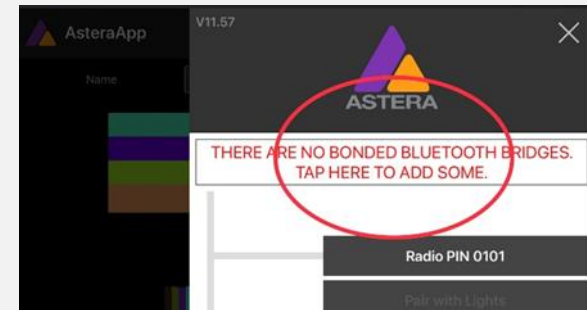 AsteraApp
V11.57
Name
ASTERA
THERE ARE NO BONDED BLUETOOTH BRIDGES.
TAP HERE TO ADD SOME.
Radio PIN 0101
Pair with Lights